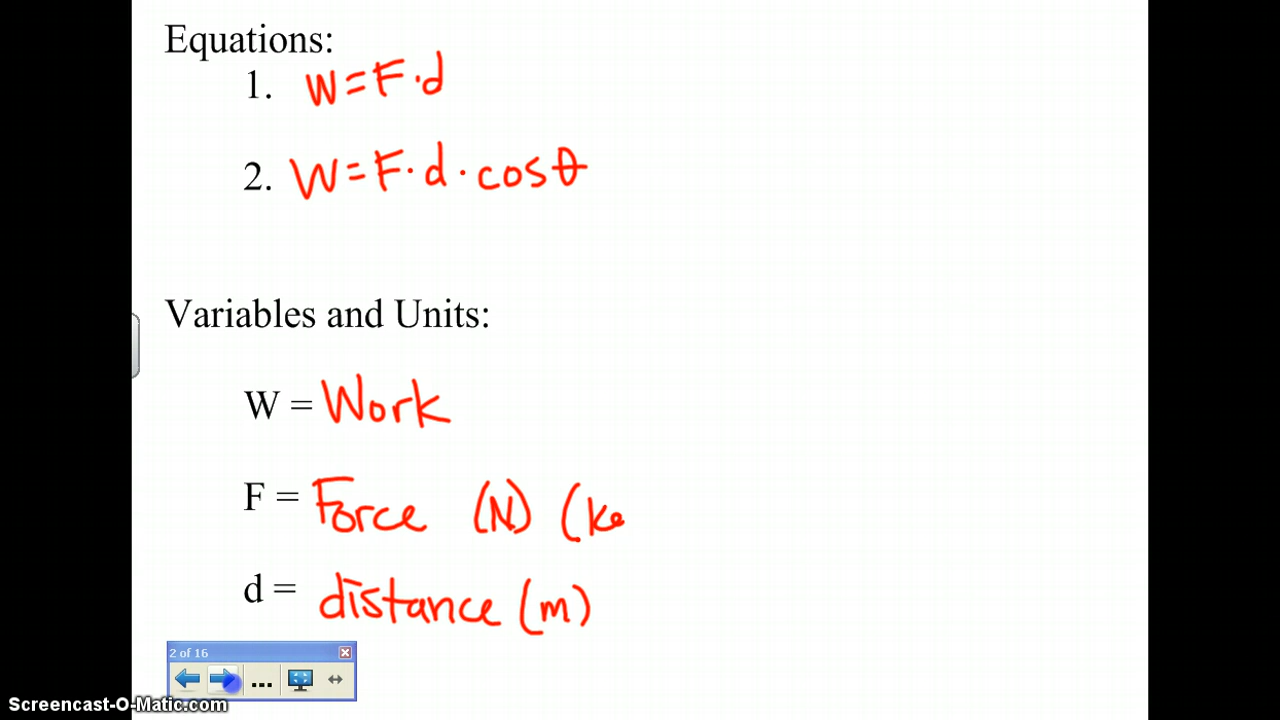 Equations:
1. W=F·d
2. W=F·d·cosθ
Variables and Units:
W = Work
F = Force (N)
d = distance (m)
2 of 16
Screencast-O-Matic.com